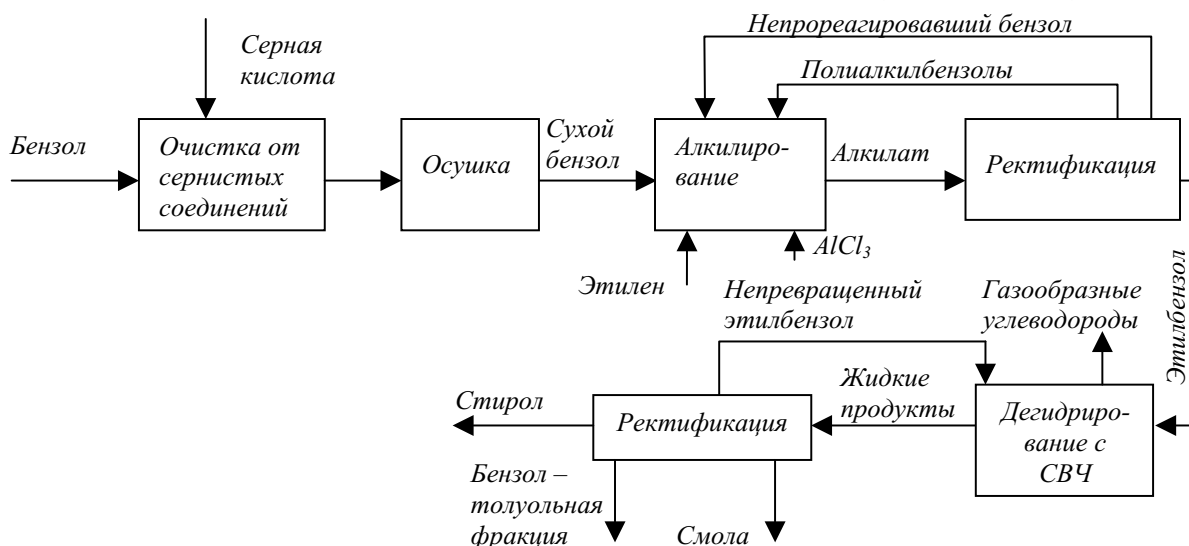 Серная
кислота
Непрореагировавший бензол
Полиалкилбензолы
Бензол
Очистка от
сернистых
соединений
Осушка
Сухой
бензол
Алкилиро-
вание
Алкилат
Ректификация
Этилен
AlCl₃
Этилбензол
Непревращенный
этилбензол
Газообразные
углеводороды
Стирол
Ректификация
Жидкие
продукты
Дегидриро-
вание с
СВЧ
Бензол –
толуольная
фракция
Смола